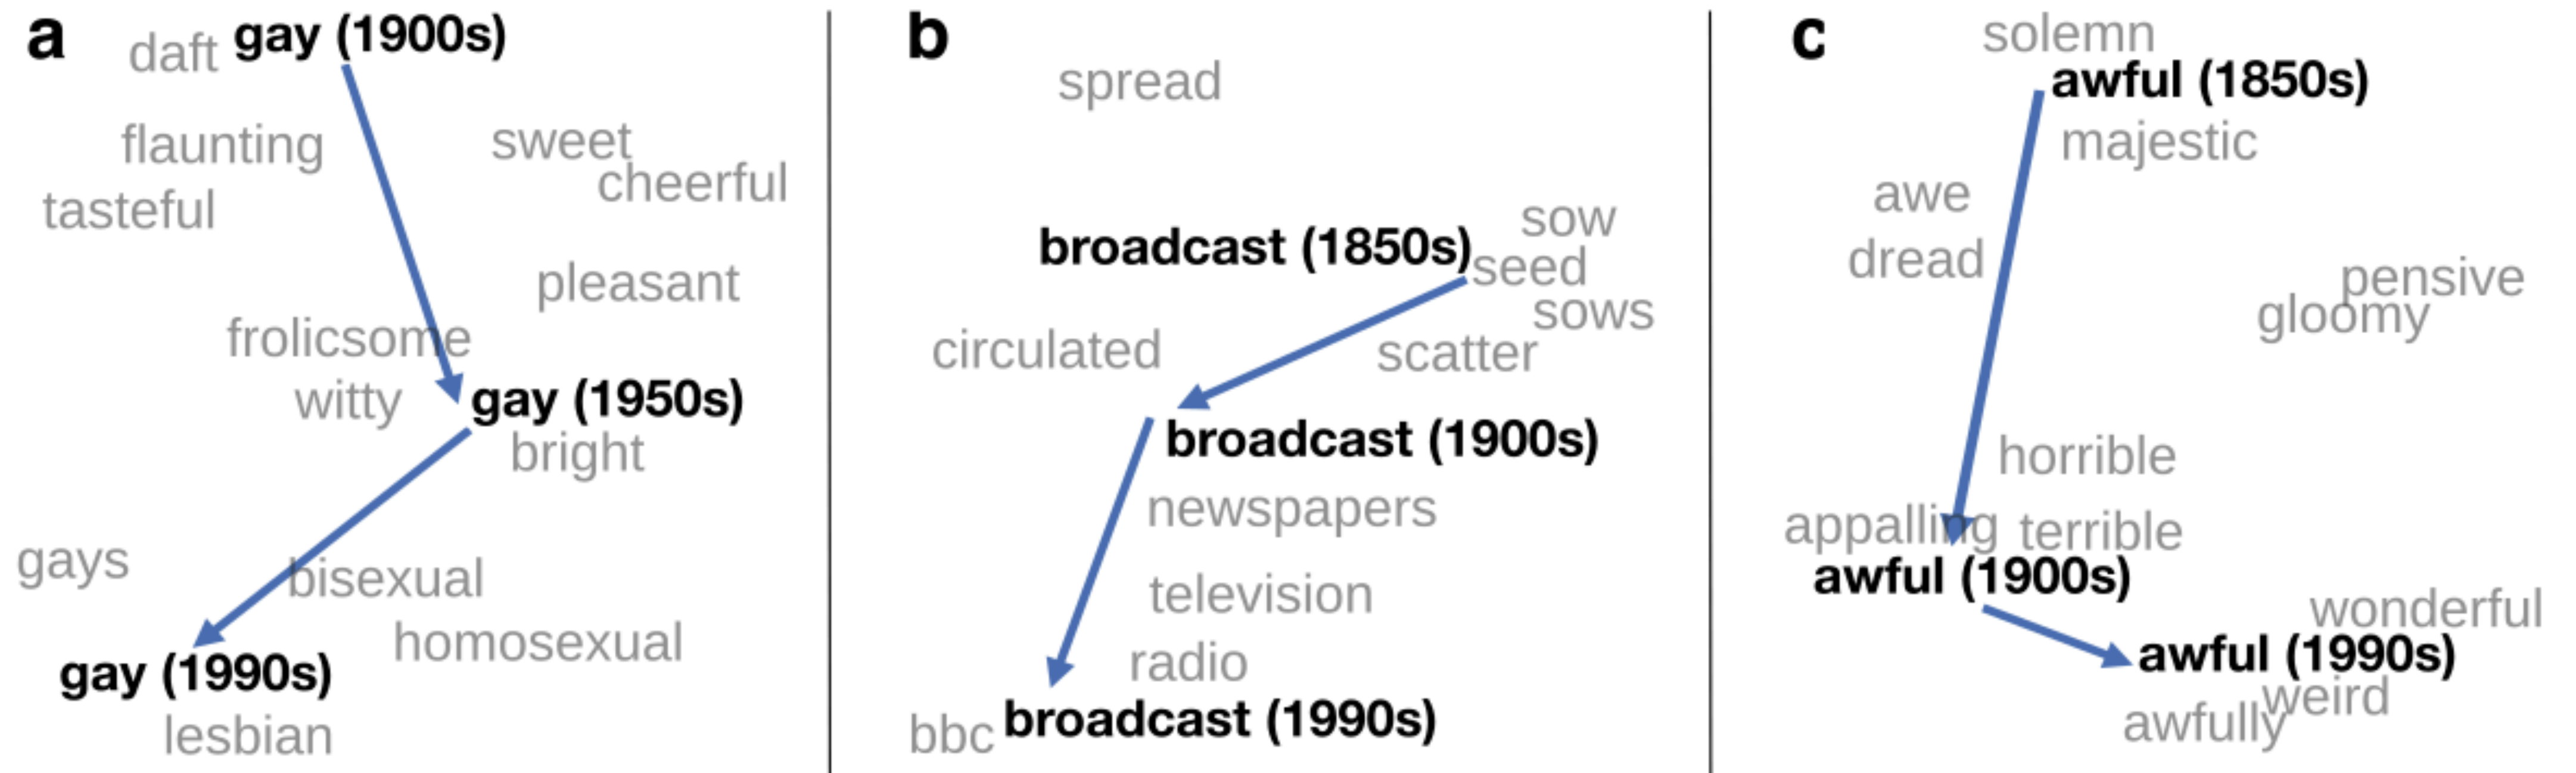 a
daft gay (1900s)
flaunting
sweet
cheerful
tasteful
pleasant
frolicsome
witty
gay (1950s)
bright
gays
bisexual
homosexual
gay (1990s)
lesbian
b
spread
sow
broadcast (1850s)
seed
sows
circulated
scatter
broadcast (1900s)
newspapers
television
radio
bbc broadcast (1990s)
c
solemn
awful (1850s)
majestic
awe
dread
pensive
gloomy
horrible
appalling terrible
awful (1900s)
wonderful
awful (1990s)
weird
awfully